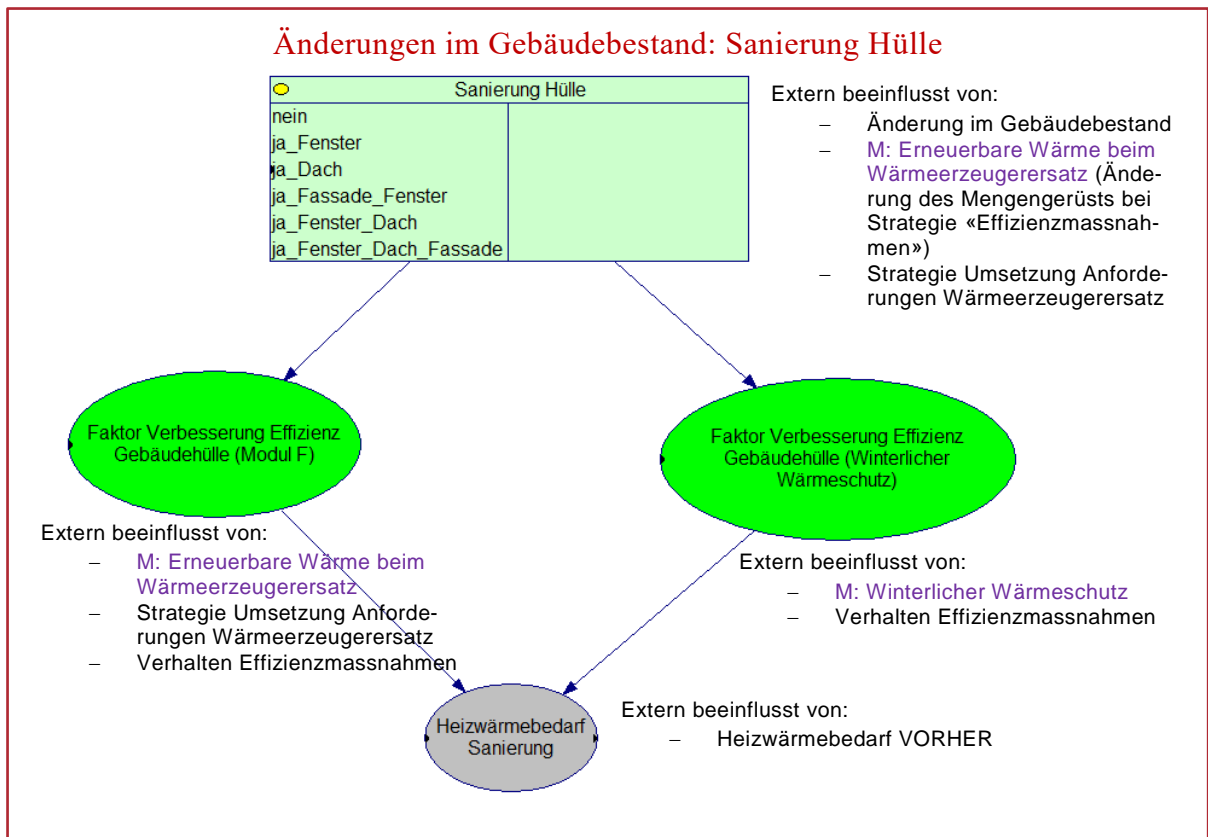 Änderungen im Gebäudebestand: Sanierung Hülle
Sanierung Hülle
nein
ja_Fenster
ja_Dach
ja_Fassade_Fenster
ja_Fenster_Dach
ja_Fenster_Dach_Fassade
Extern beeinflusst von:
– Änderung im Gebäudebestand
– M: Erneuerbare Wärme beim
Wärmeerzeugerersatz (Ände-
rung des Mengengerüsts bei
Strategie «Effizienzmassnah-
men»)
– Strategie Umsetzung Anforde-
rungen Wärmeerzeugerersatz
Faktor Verbesserung Effizienz
Gebäudehülle (Modul F)
Faktor Verbesserung Effizienz
Gebäudehülle (Winterlicher
Wärmeschutz)
Extern beeinflusst von:
– M: Erneuerbare Wärme beim
Wärmeerzeugerersatz
– Strategie Umsetzung Anforde-
rungen Wärmeerzeugerersatz
– Verhalten Effizienzmassnahmen
Extern beeinflusst von:
– M: Winterlicher Wärmeschutz
– Verhalten Effizienzmassnahmen
Heizwärmebedarf
Sanierung
Extern beeinflusst von:
– Heizwärmebedarf VORHER